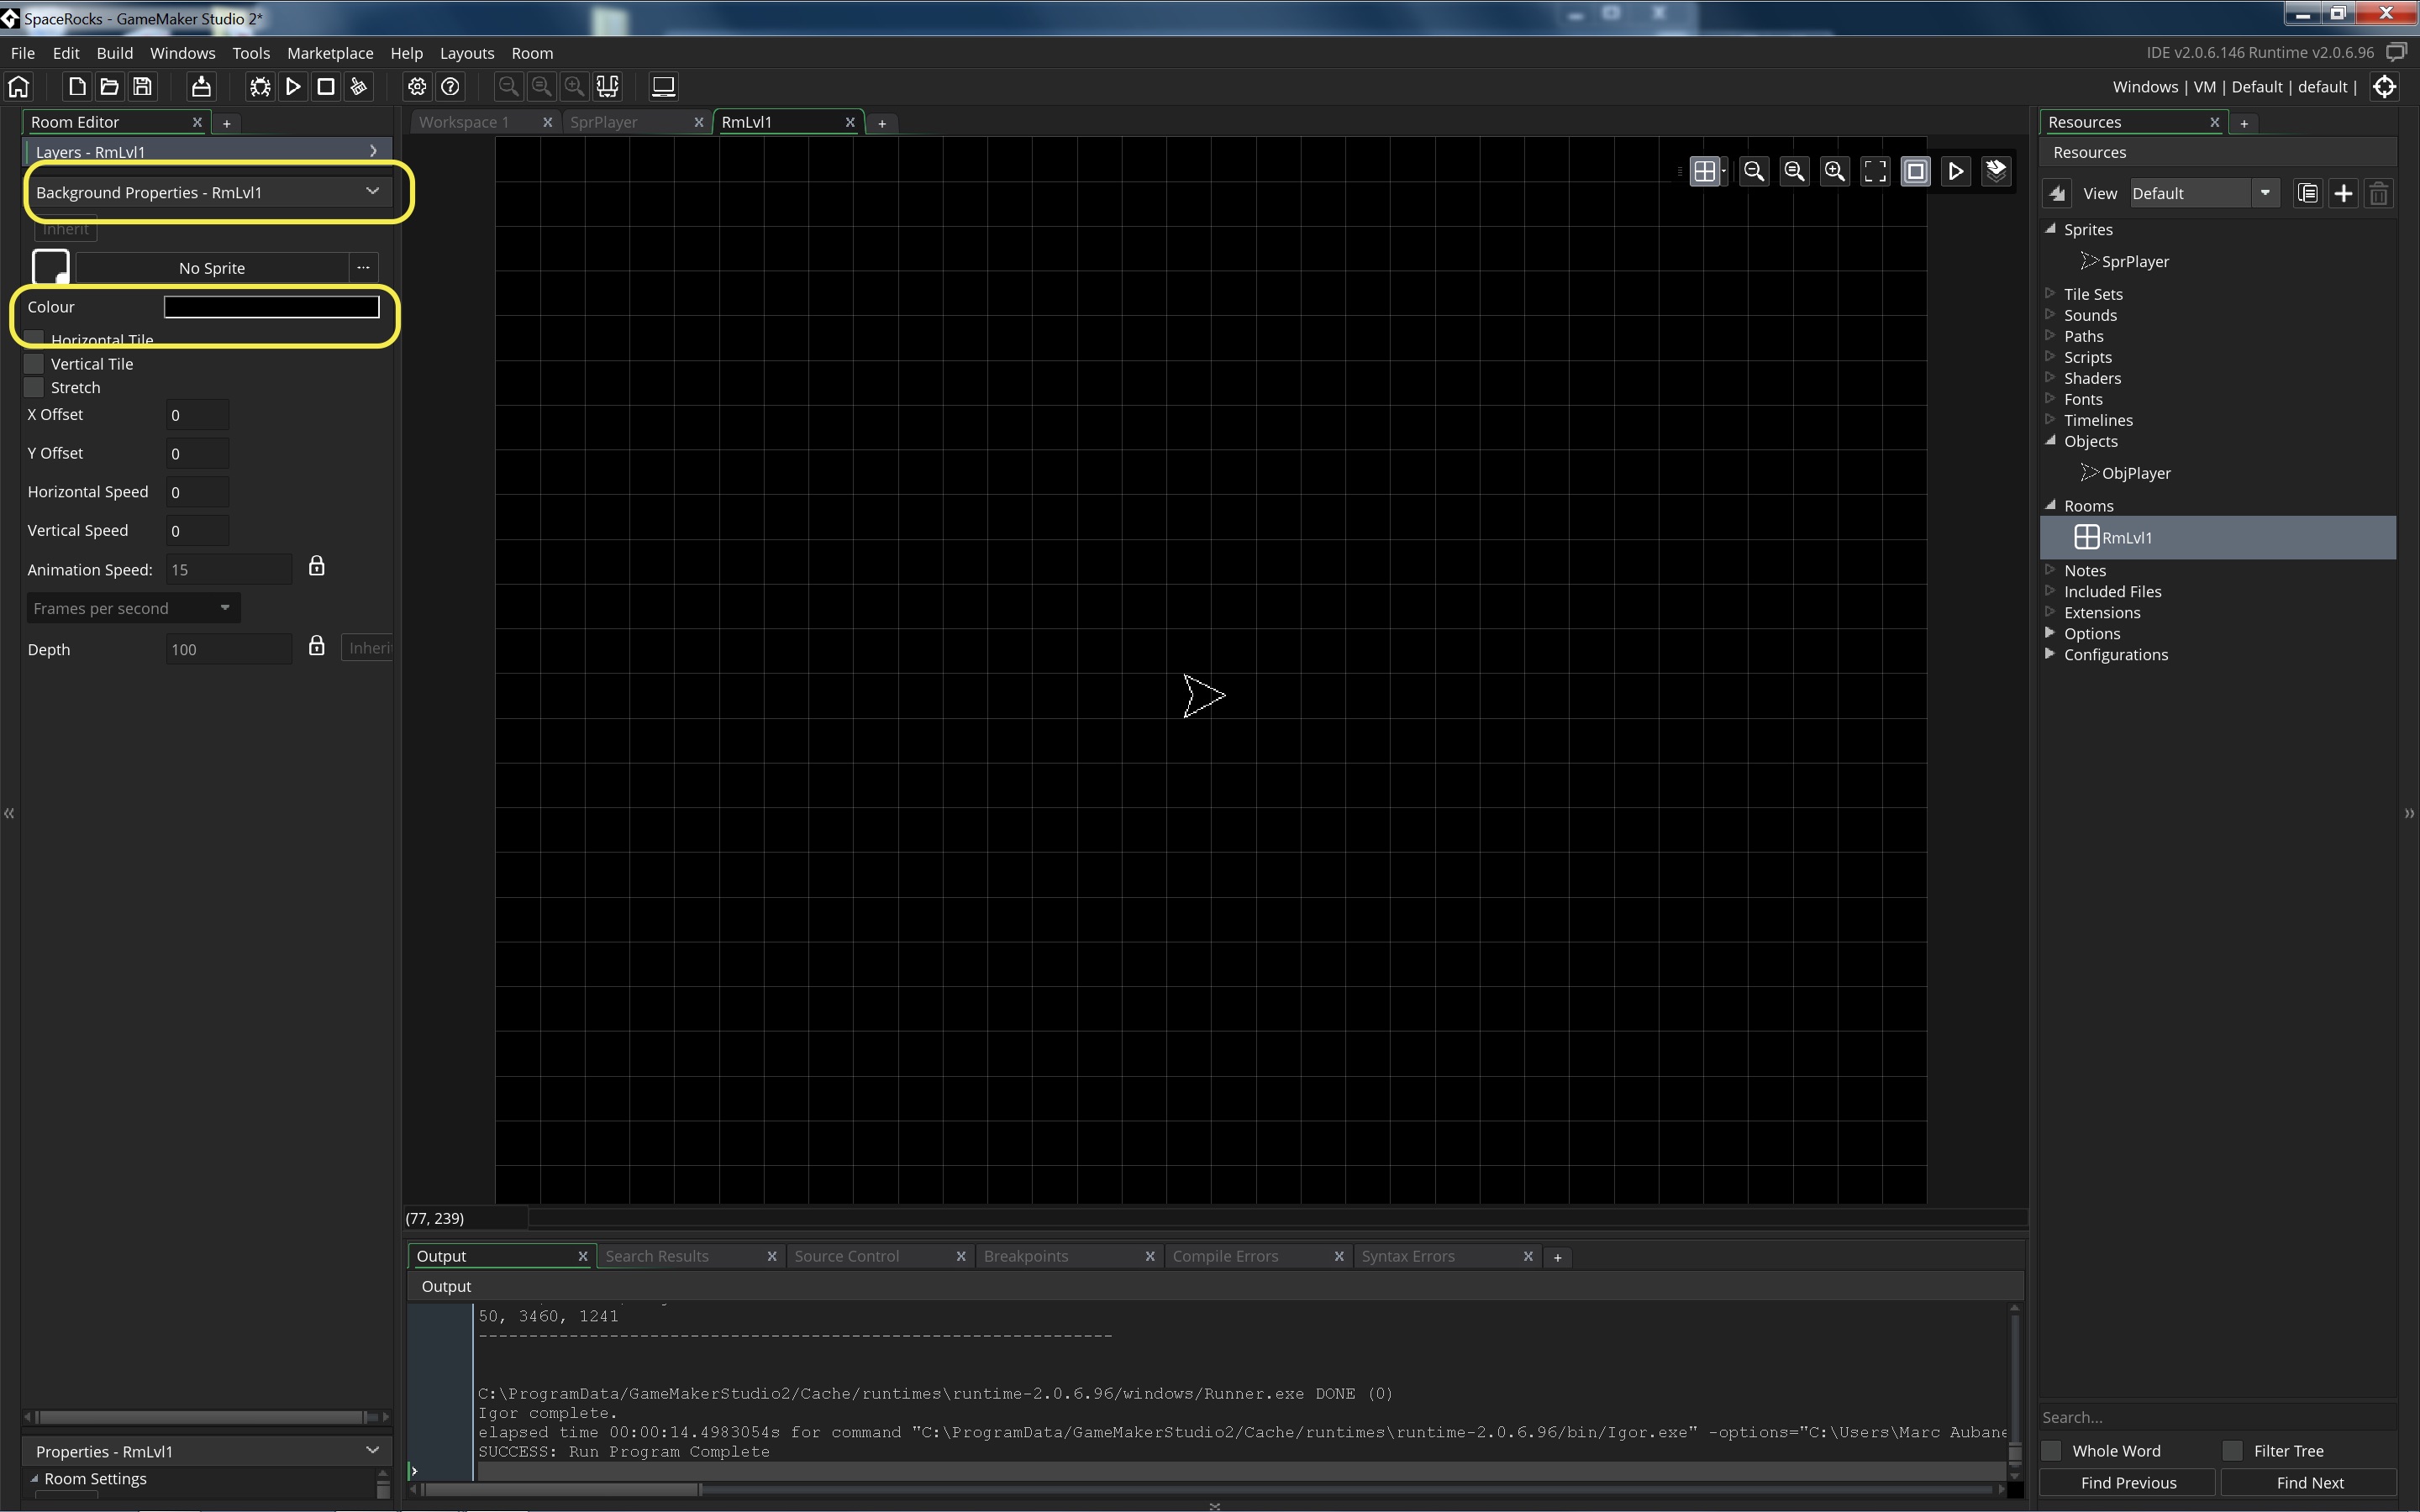 SpaceRocks - GameMaker Studio 2*
File Edit Build Windows Tools Marketplace Help Layouts Room
IDE v2.0.6.146 Runtime v2.0.6.96
Windows | VM | Default | default |
Room Editor X +
Layers - RmLvl1
Background Properties - RmLvl1
Inherit
No Sprite ...
Colour
Horizontal Tile
Vertical Tile
Stretch
X Offset 0
Y Offset 0
Horizontal Speed 0
Vertical Speed 0
Animation Speed: 15
Frames per second
Depth 100 Inheri
Properties - RmLvl1
Room Settings
Workspace 1 X SprPlayer X RmLvl1 X +
(77, 239)
Output X Search Results X Source Control X Breakpoints X Compile Errors X Syntax Errors X +
Output
50, 3460, 1241
---------------------------------------------------------------
C:\ProgramData/GameMakerStudio2/Cache/runtimes\runtime-2.0.6.96/windows/Runner.exe DONE (0)
Igor complete.
elapsed time 00:00:14.4983054s for command "C:\ProgramData/GameMakerStudio2/Cache/runtimes\runtime-2.0.6.96/bin/Igor.exe" -options="C:\Users\Marc Aubane
SUCCESS: Run Program Complete
Resources X +
Resources
View Default
Sprites
SprPlayer
Tile Sets
Sounds
Paths
Scripts
Shaders
Fonts
Timelines
Objects
ObjPlayer
Rooms
RmLvl1
Notes
Included Files
Extensions
Options
Configurations
Search...
Whole Word Filter Tree
Find Previous Find Next